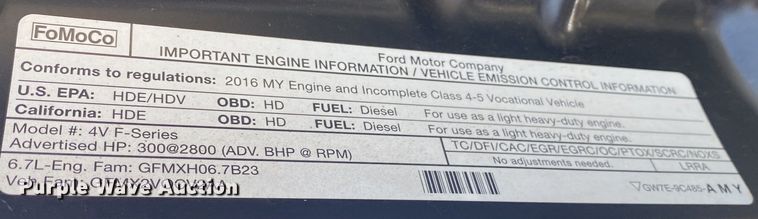 FoMoCo
Ford Motor Company
IMPORTANT ENGINE INFORMATION / VEHICLE EMISSION CONTROL INFORMATION
Conforms to regulations: 2016 MY Engine and Incomplete Class 4-5 Vocational Vehicle
U.S. EPA: HDE/HDV OBD: HD FUEL: Diesel For use as a light heavy-duty engine.
California: HDE OBD: HD FUEL: Diesel For use as a light heavy-duty engine.
Model #: 4V F-Series
Advertised HP: 300@2800 (ADV. BHP @ RPM)
TC/DFI/CAC/EGR/EGRC/OC/PTOX/SCRC/NOXS
No adjustments needed. LRRA
6.7L-Eng. Fam: GFMXH06.7B23
Veh Fam:
▽GW7E-9C485-AMY
Purple Wave Auction